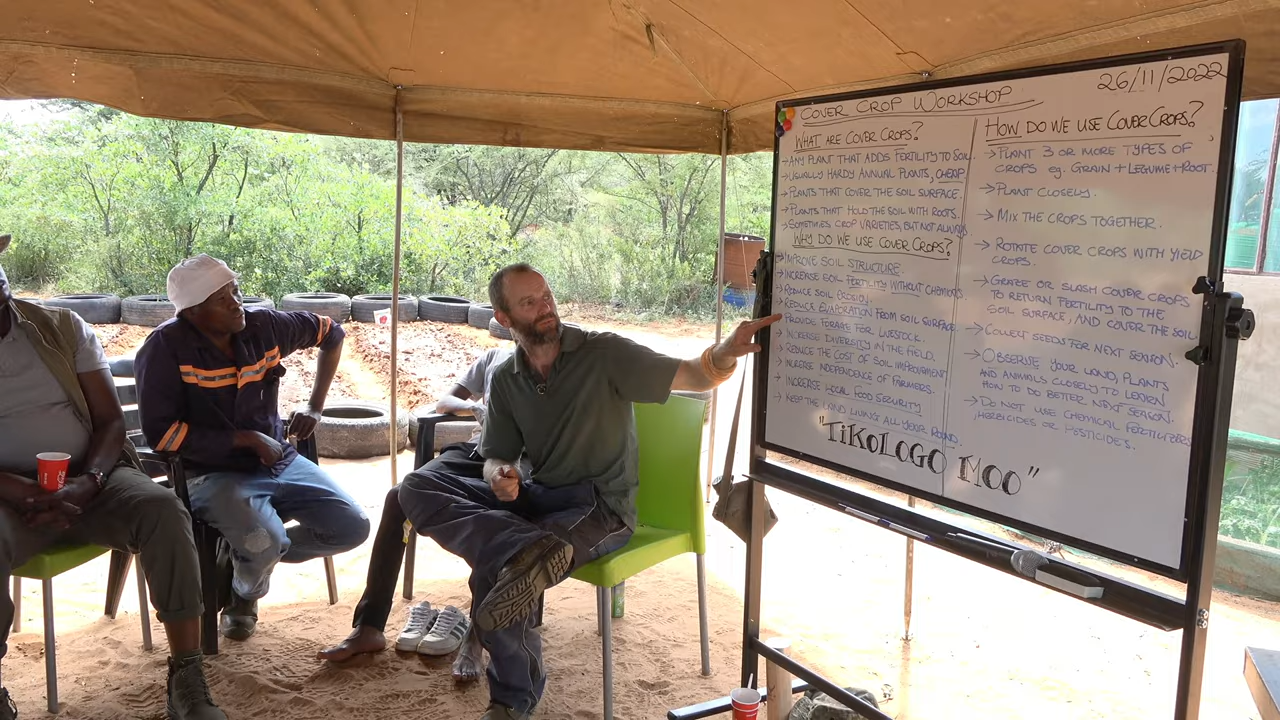 26/11/2022
COVER CROP WORKSHOP
WHAT ARE COVER CROPS?
→ ANY PLANT THAT ADDS FERTILITY TO SOIL.
→ USUALLY HARDY ANNUAL PLANTS, CHEAP.
→ PLANTS THAT COVER THE SOIL SURFACE.
→ PLANTS THAT HOLD THE SOIL WITH ROOTS.
→ SOMETIMES CROP VARIETIES, BUT NOT ALWAYS.
WHY DO WE USE COVER CROPS?
→ IMPROVE SOIL STRUCTURE.
→ INCREASE SOIL FERTILITY WITHOUT CHEMICALS
→ REDUCE SOIL EROSION.
→ REDUCE EVAPORATION FROM SOIL SURFACE
→ PROVIDE FORAGE FOR LIVESTOCK.
→ INCREASE DIVERSITY IN THE FIELD.
→ REDUCE THE COST OF SOIL IMPROVEMENT
→ INCREASE INDEPENDENCE OF FARMERS.
→ INCREASE LOCAL FOOD SECURITY
→ KEEP THE LAND LIVING ALL YEAR ROUND.
HOW DO WE USE COVER CROPS?
→ PLANT 3 OR MORE TYPES OF
CROPS eg. GRAIN + LEGUME + ROOT.
→ PLANT CLOSELY.
→ MIX THE CROPS TOGETHER.
→ ROTATE COVER CROPS WITH YIELD
CROPS.
→ GRAZE OR SLASH COVER CROPS
TO RETURN FERTILITY TO THE
SOIL SURFACE, AND COVER THE SOIL
→ COLLECT SEEDS FOR NEXT SEASON.
→ OBSERVE YOUR LAND, PLANTS
AND ANIMALS CLOSELY TO LEARN
HOW TO DO BETTER NEXT SEASON.
→ DO NOT USE CHEMICAL FERTILIZERS
HERBICIDES OR PESTICIDES.
"TIKOLOGO MOO"